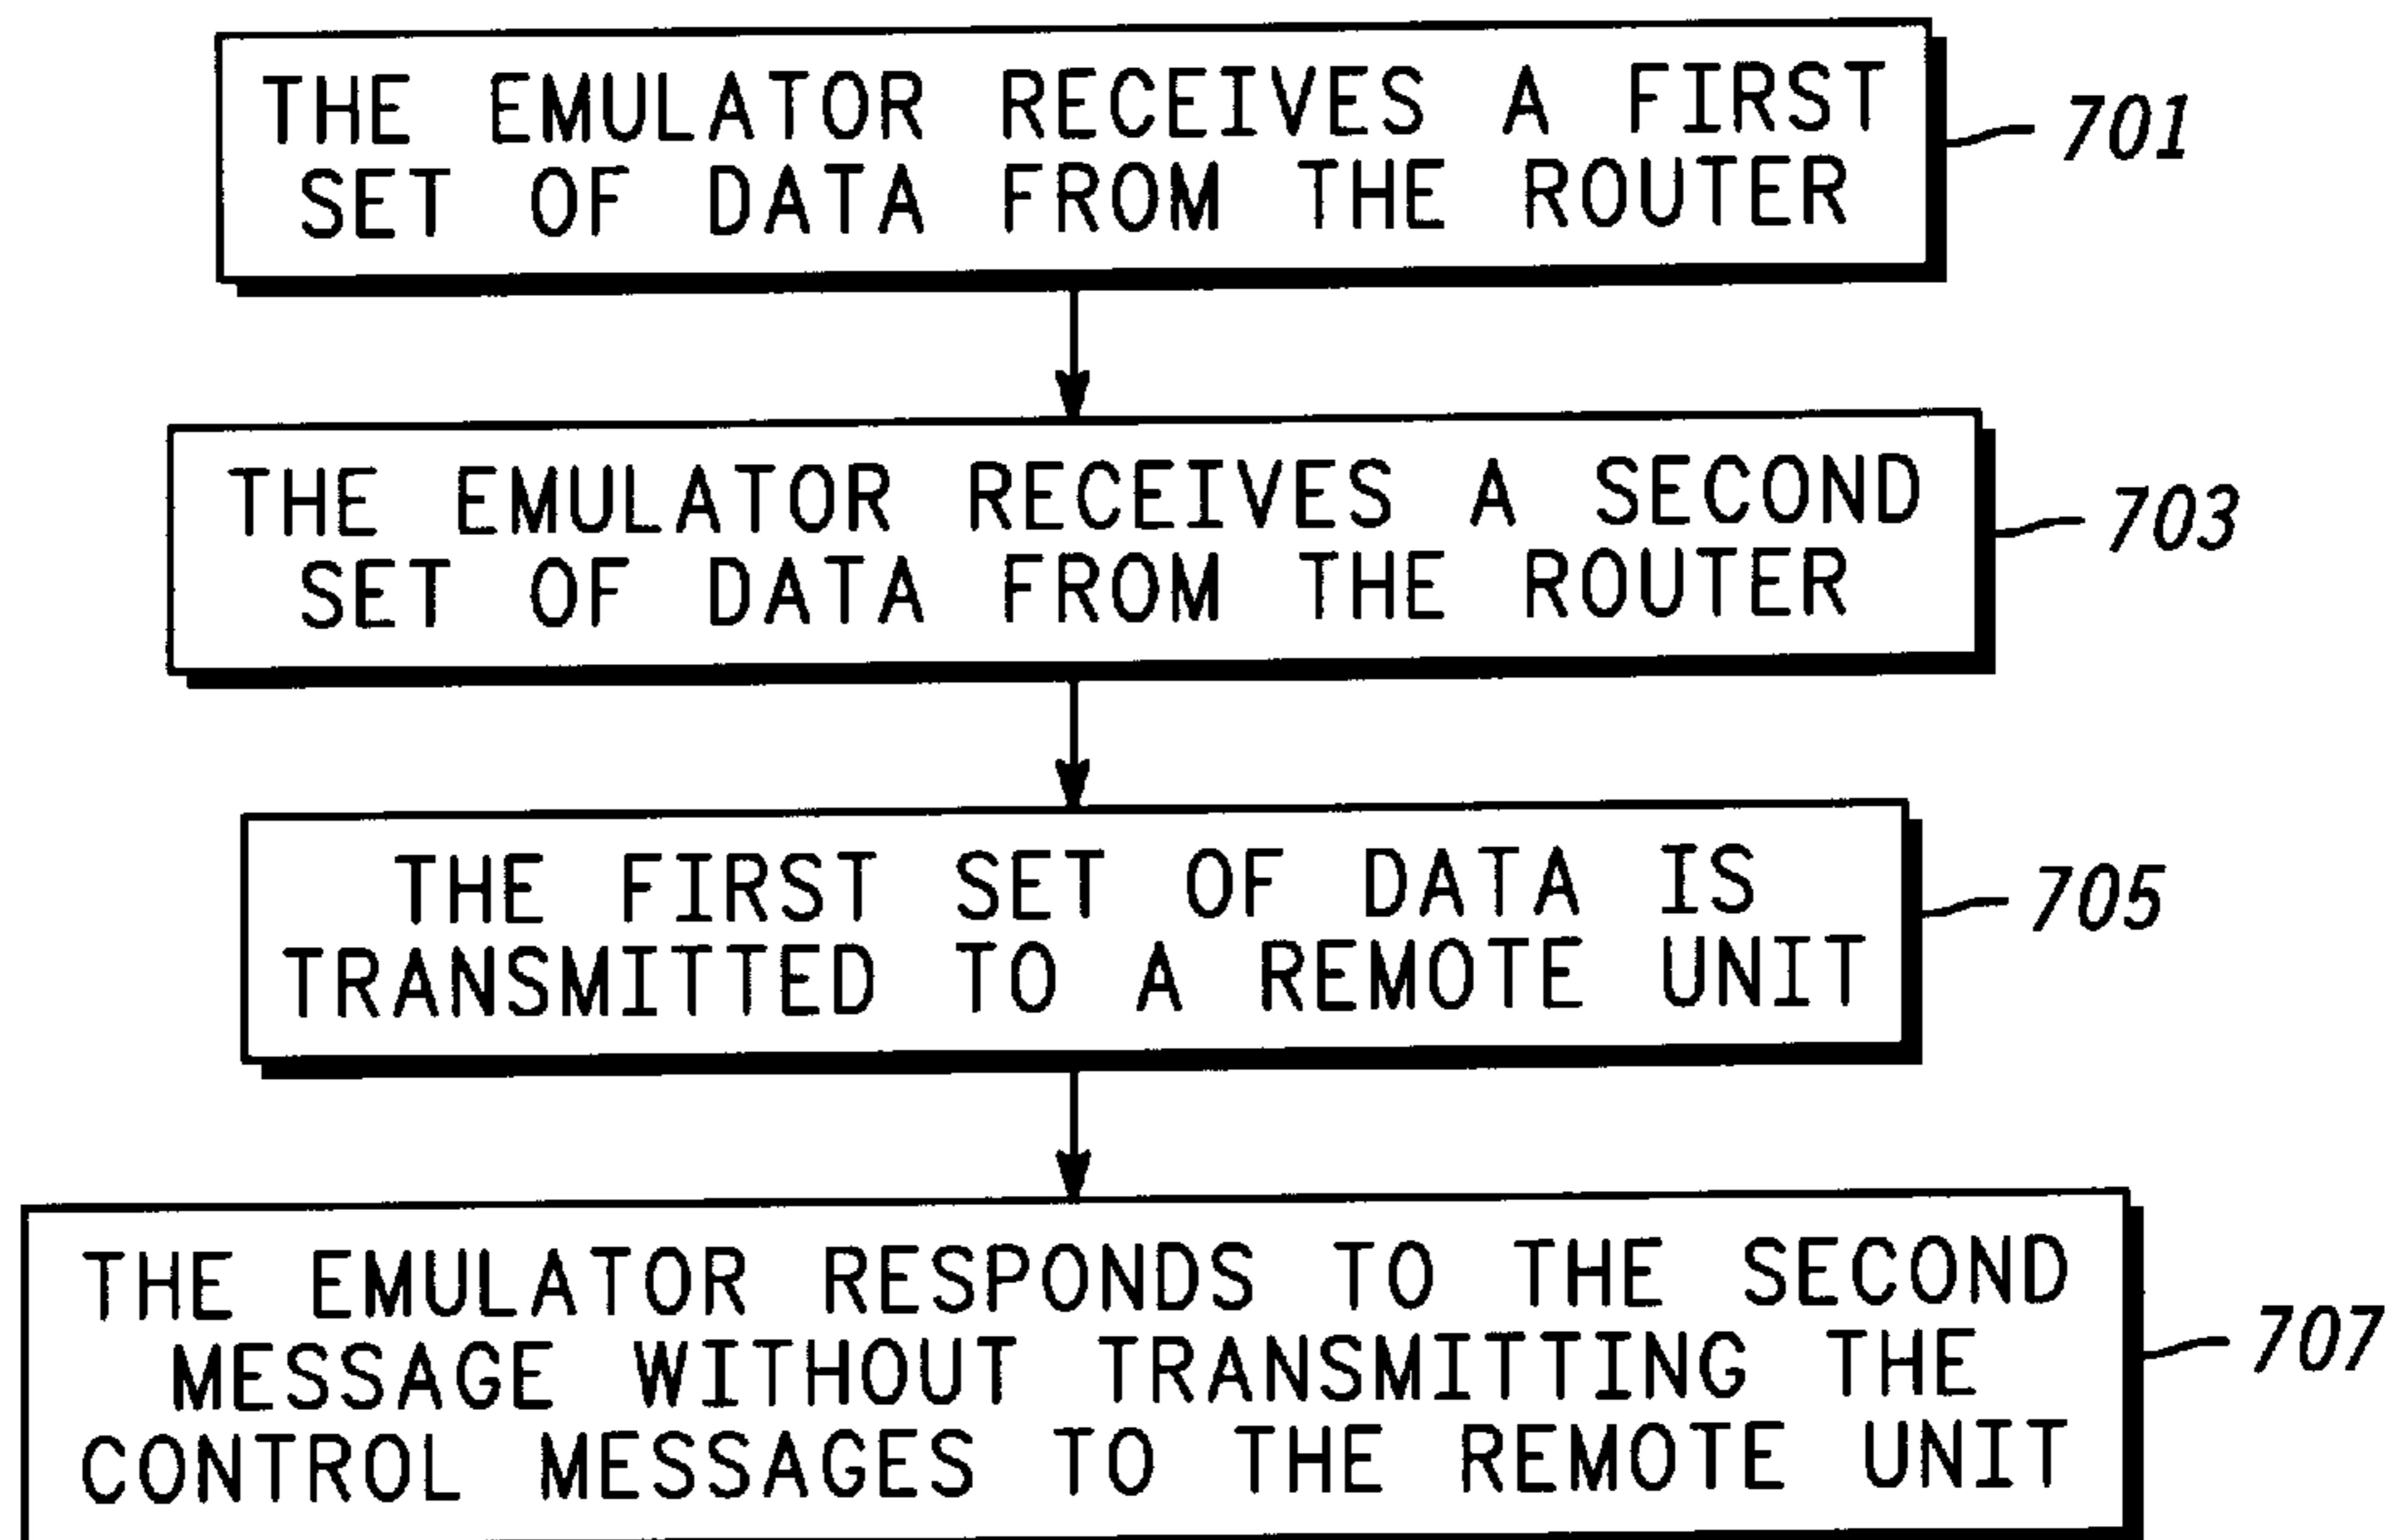 THE EMULATOR RECEIVES A FIRST
SET OF DATA FROM THE ROUTER
701
THE EMULATOR RECEIVES A SECOND
SET OF DATA FROM THE ROUTER
703
THE FIRST SET OF DATA IS
TRANSMITTED TO A REMOTE UNIT
705
THE EMULATOR RESPONDS TO THE SECOND
MESSAGE WITHOUT TRANSMITTING THE
CONTROL MESSAGES TO THE REMOTE UNIT
707